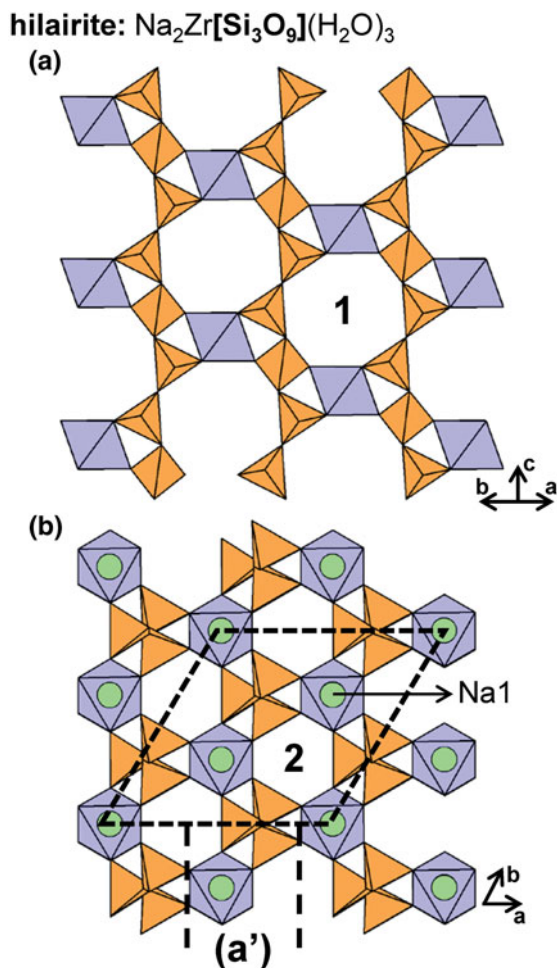 hilairite: Na₂Zr[Si₃O₉](H₂O)₃
(a)
1
c
b a
(b)
Na1
2
b
a
(a')